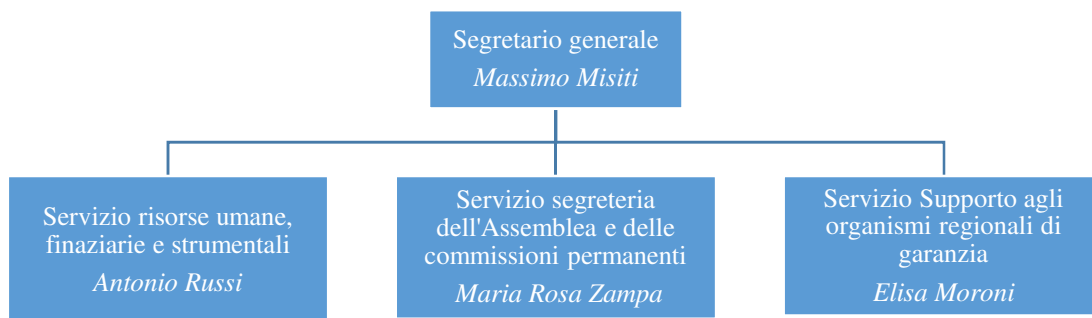 Segretario generale
Massimo Misiti
Servizio risorse umane,
finaziarie e strumentali
Antonio Russi
Servizio segreteria
dell'Assemblea e delle
commissioni permanenti
Maria Rosa Zampa
Servizio Supporto agli
organismi regionali di
garanzia
Elisa Moroni